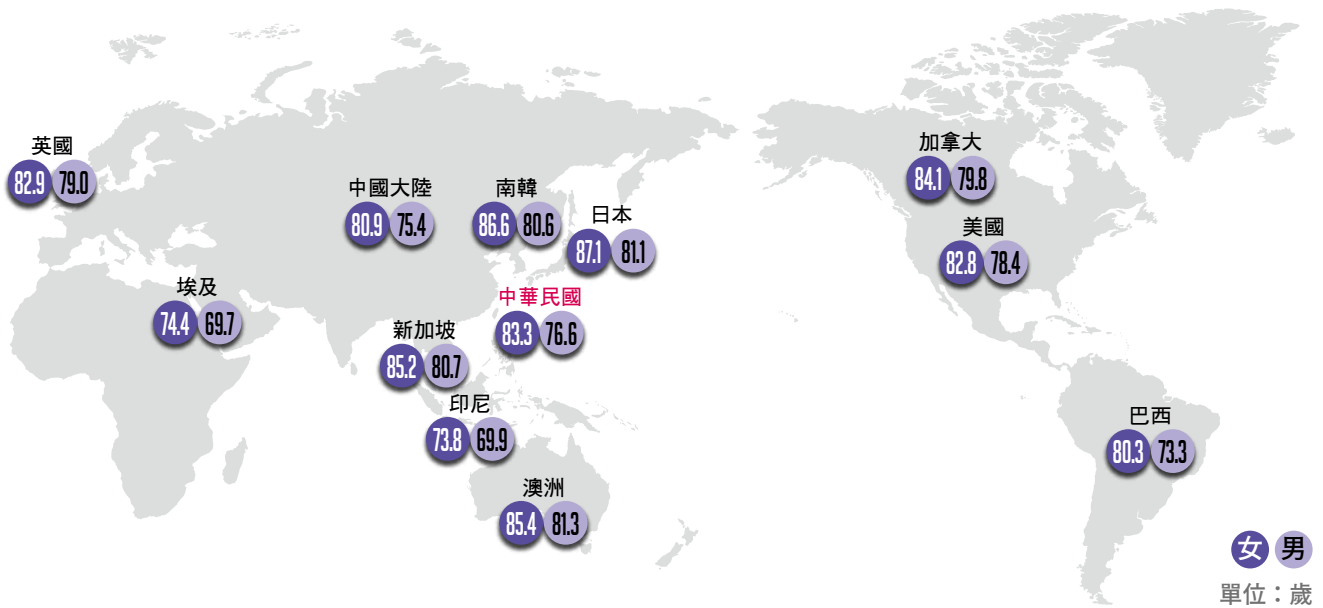 英國
82.9 79.0
中國大陸
80.9 75.4
南韓
86.6 80.6
日本
87.1 81.1
埃及
74.4 69.7
中華民國
83.3 76.6
新加坡
85.2 80.7
印尼
73.8 69.9
澳洲
85.4 81.3
加拿大
84.1 79.8
美國
82.8 78.4
巴西
80.3 73.3
女 男
單位：歲